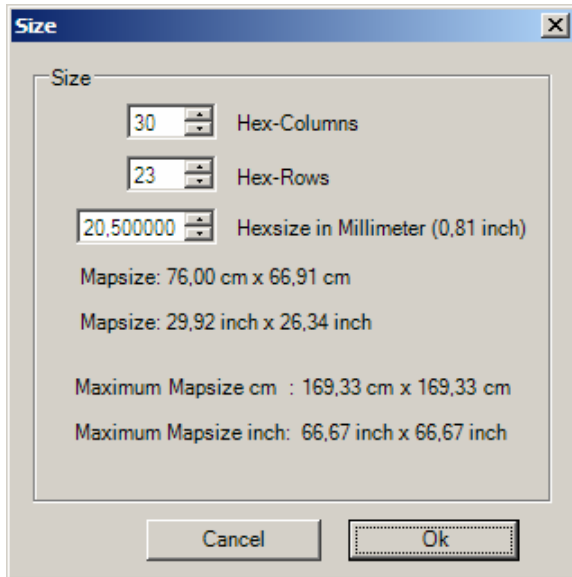 Size
Size
30 Hex-Columns
23 Hex-Rows
20,500000 Hexsize in Millimeter (0,81 inch)
Mapsize: 76,00 cm x 66,91 cm
Mapsize: 29,92 inch x 26,34 inch
Maximum Mapsize cm : 169,33 cm x 169,33 cm
Maximum Mapsize inch: 66,67 inch x 66,67 inch
Cancel Ok